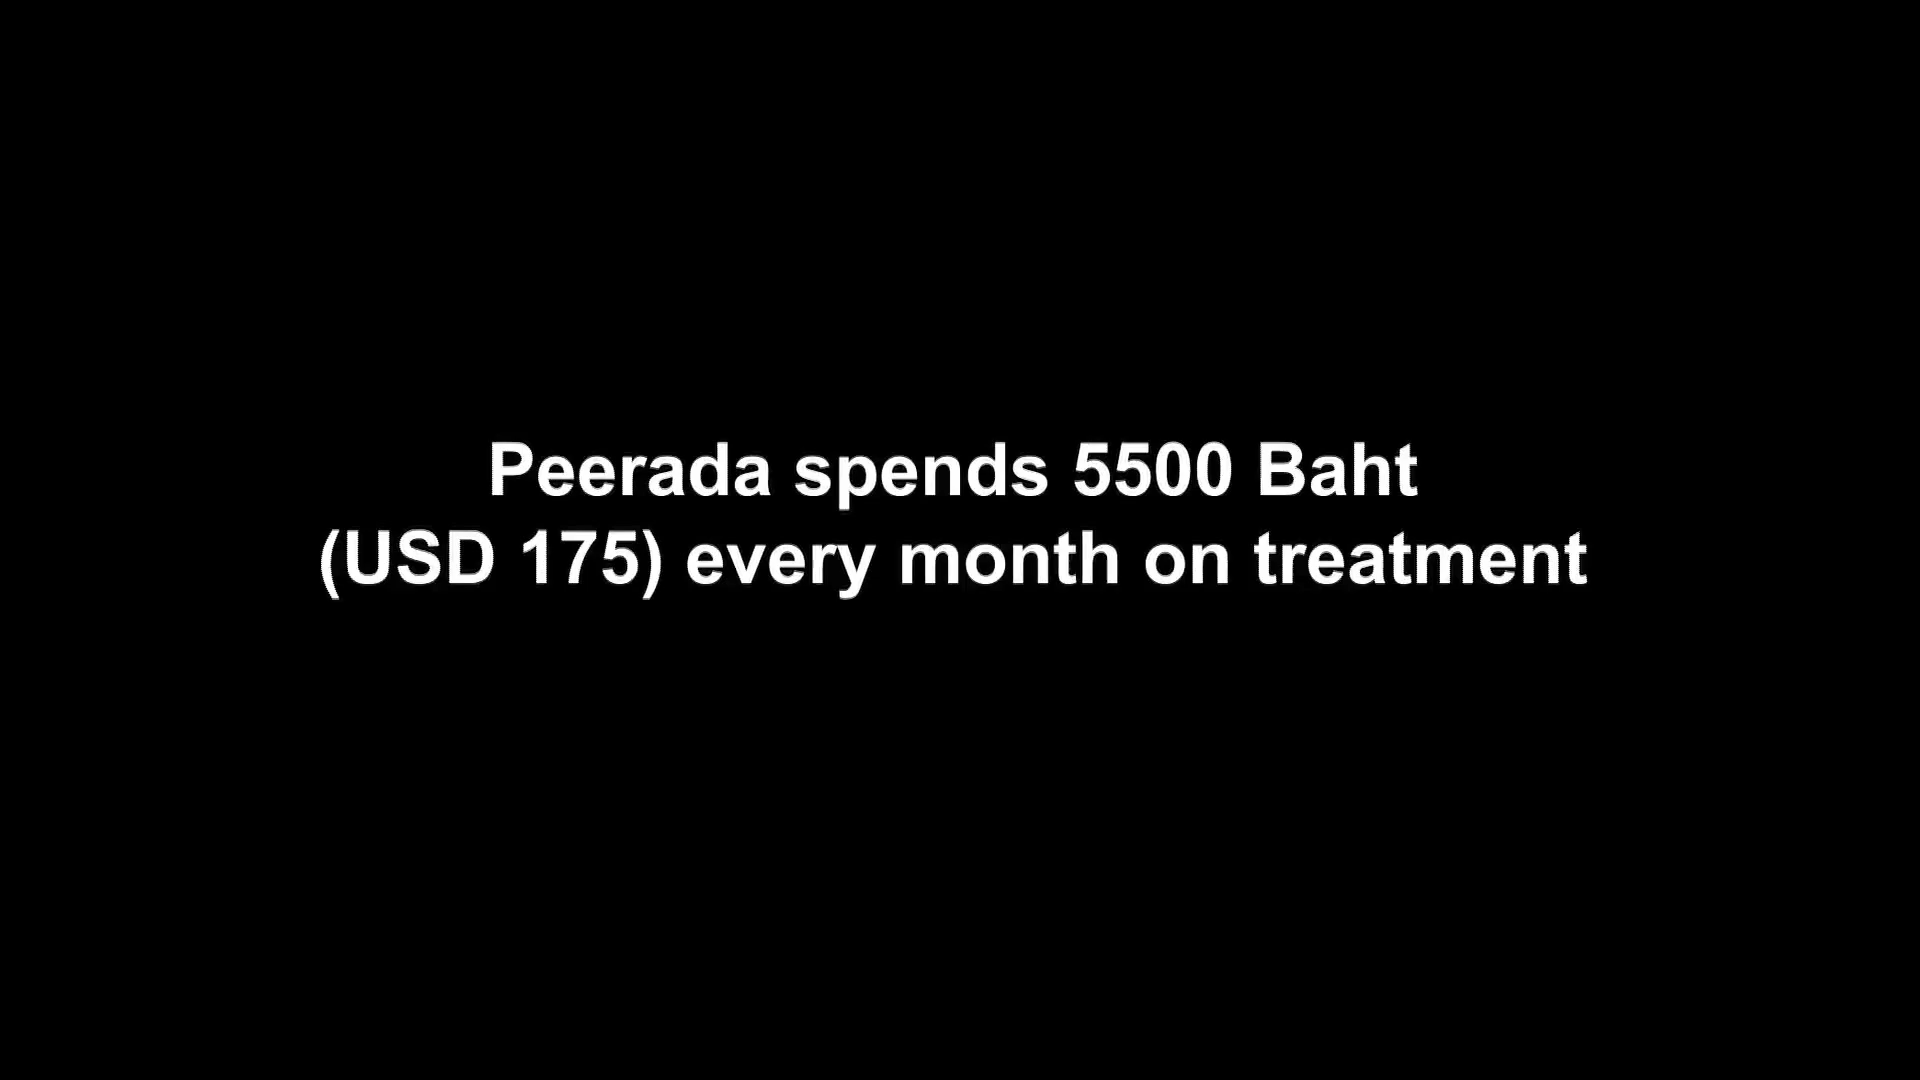 Peerada spends 5500 Baht
(USD 175) every month on treatment